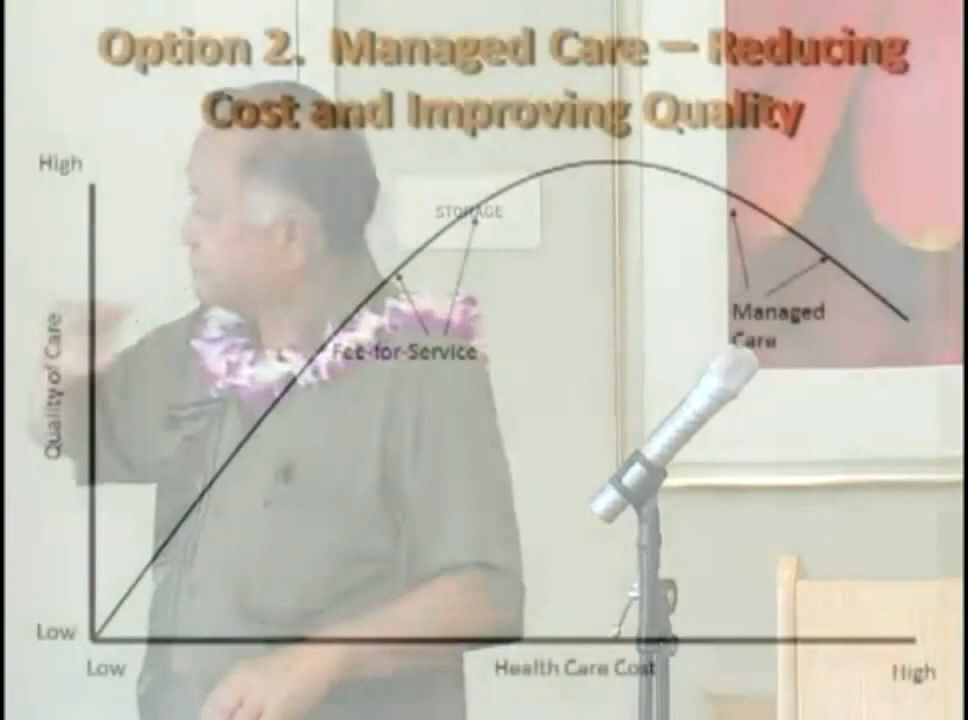 Option 2. Managed Care – Reducing
Cost and Improving Quality
High
STORAGE
Managed
Care
Fee-for-Service
Quality of Care
Low
Low
Health Care Cost
High